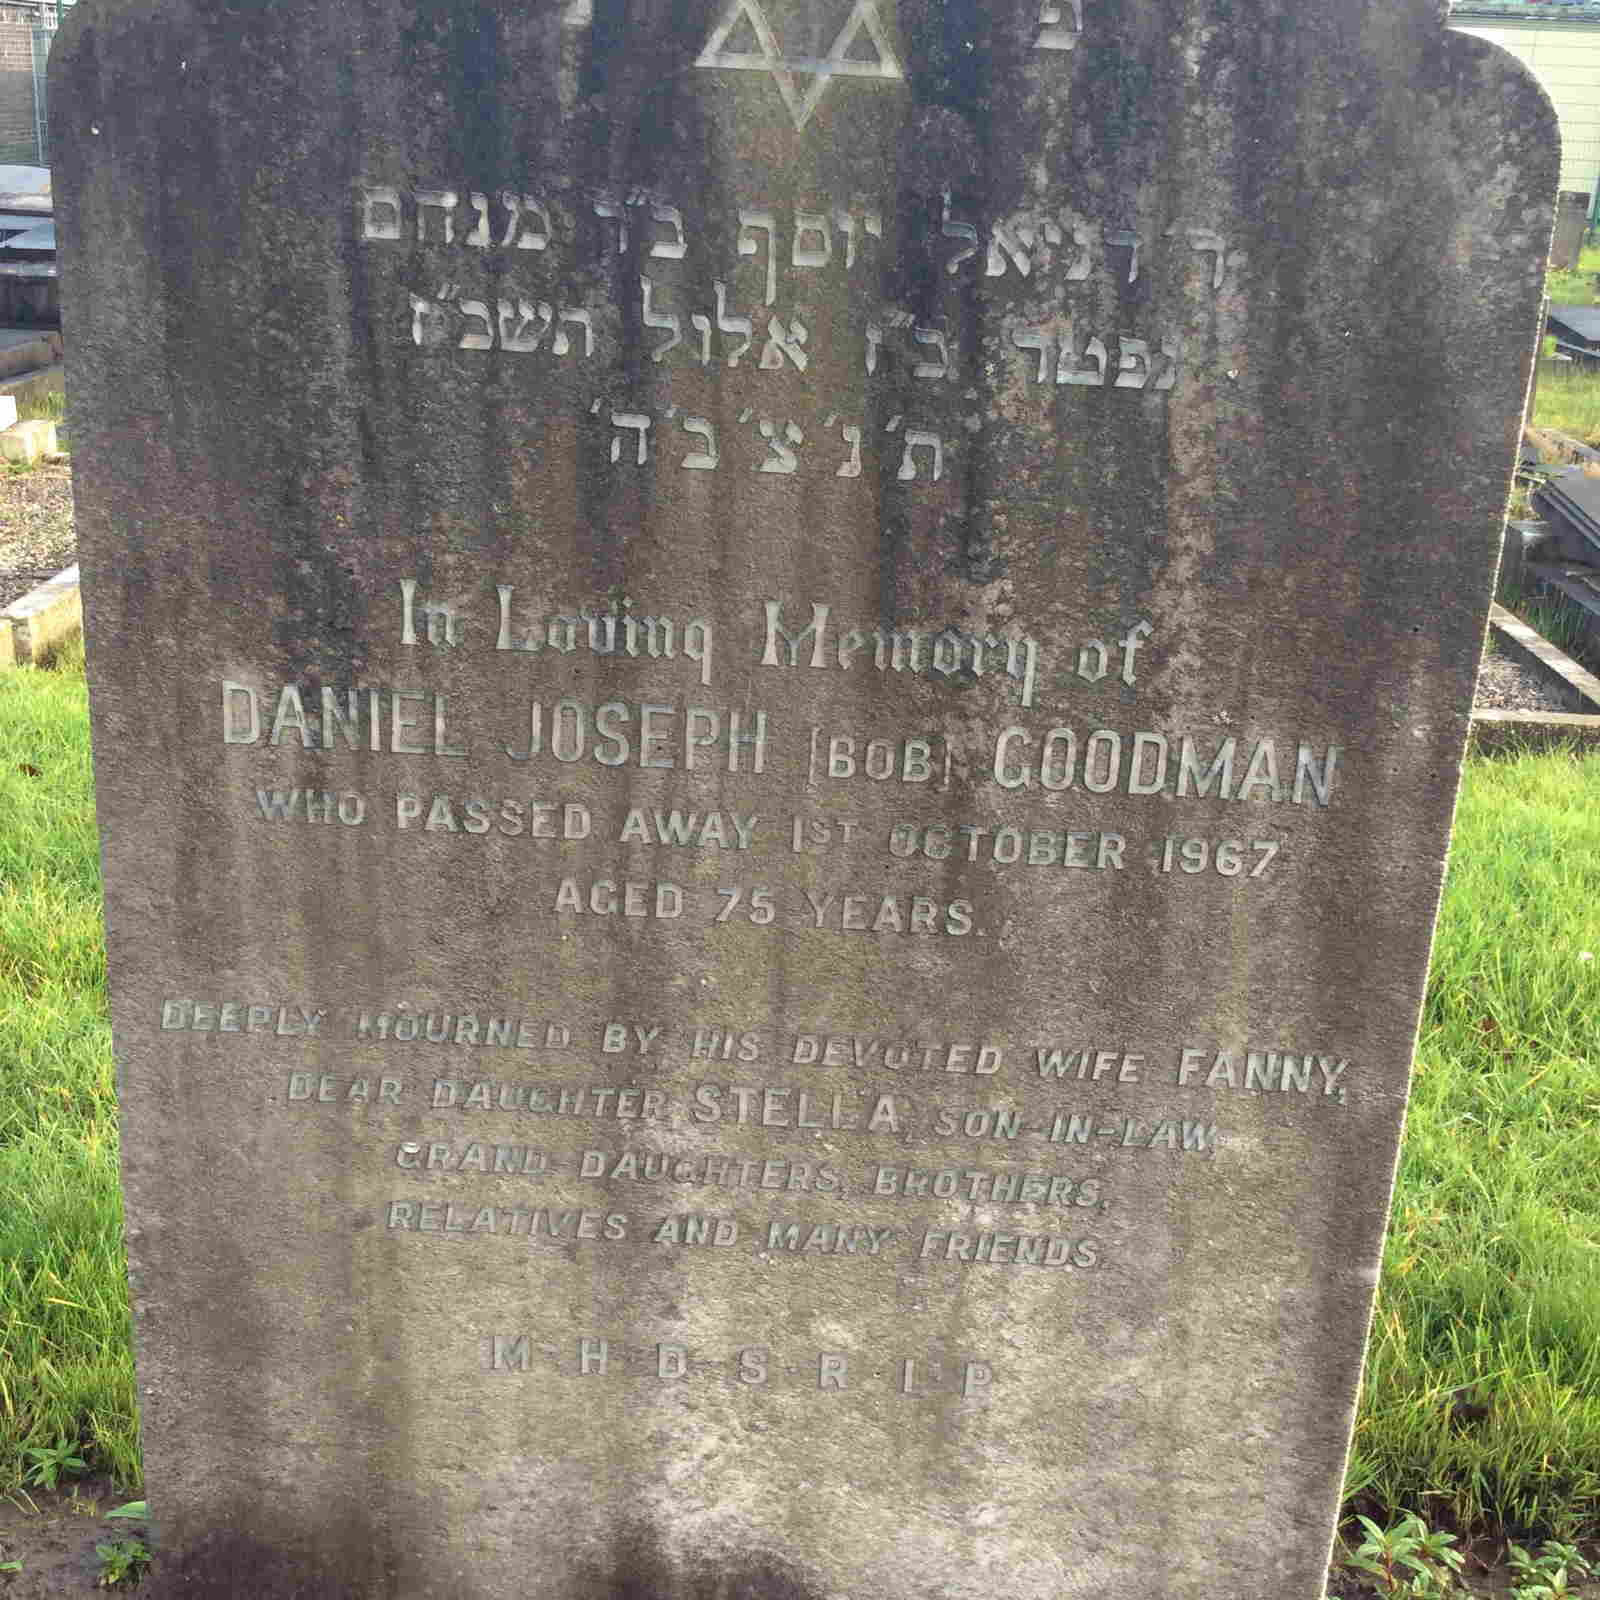 פ
ר' דניאל יוסף ב"ר מנחם
נפטר כ"ז אלול תשכ"ז
ת' נ' צ' ב' ה'
In Loving Memory of
DANIEL JOSEPH [BOB] GOODMAN
WHO PASSED AWAY 1ST OCTOBER 1967
AGED 75 YEARS.
DEEPLY MOURNED BY HIS DEVOTED WIFE FANNY,
DEAR DAUGHTER STELLA, SON-IN-LAW,
GRAND-DAUGHTERS, BROTHERS,
RELATIVES AND MANY FRIENDS.
M·H·D·S·R·I·P